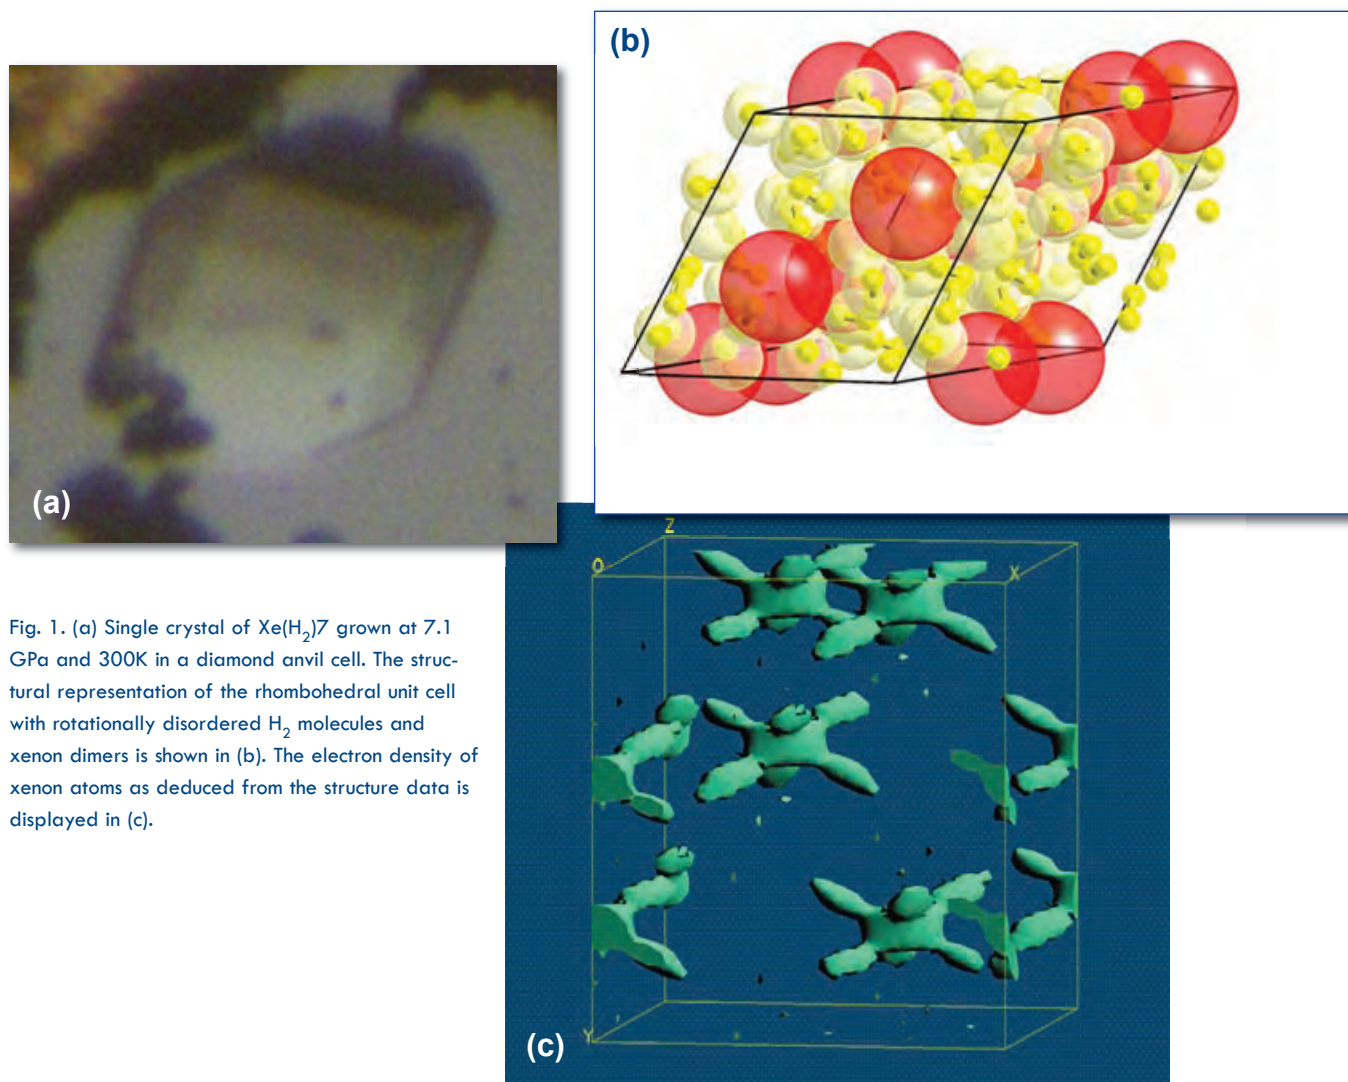 (a)
(b)
Fig. 1. (a) Single crystal of Xe(H2)7 grown at 7.1
GPa and 300K in a diamond anvil cell. The struc-
tural representation of the rhombohedral unit cell
with rotationally disordered H2 molecules and
xenon dimers is shown in (b). The electron density of
xenon atoms as deduced from the structure data is
displayed in (c).
Z
O
X
Y
(c)